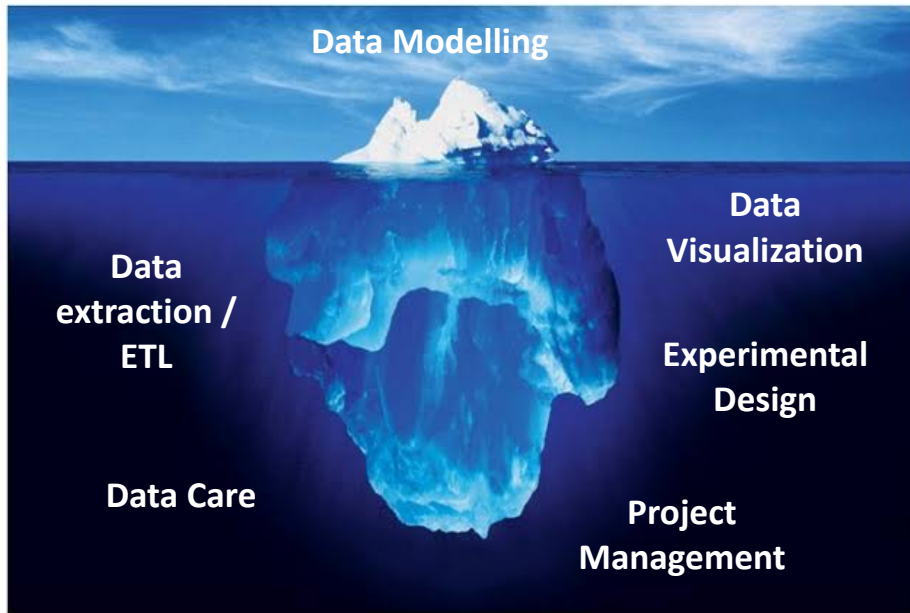 Data Modelling
Data
Visualization
Data
extraction /
ETL
Experimental
Design
Data Care
Project
Management